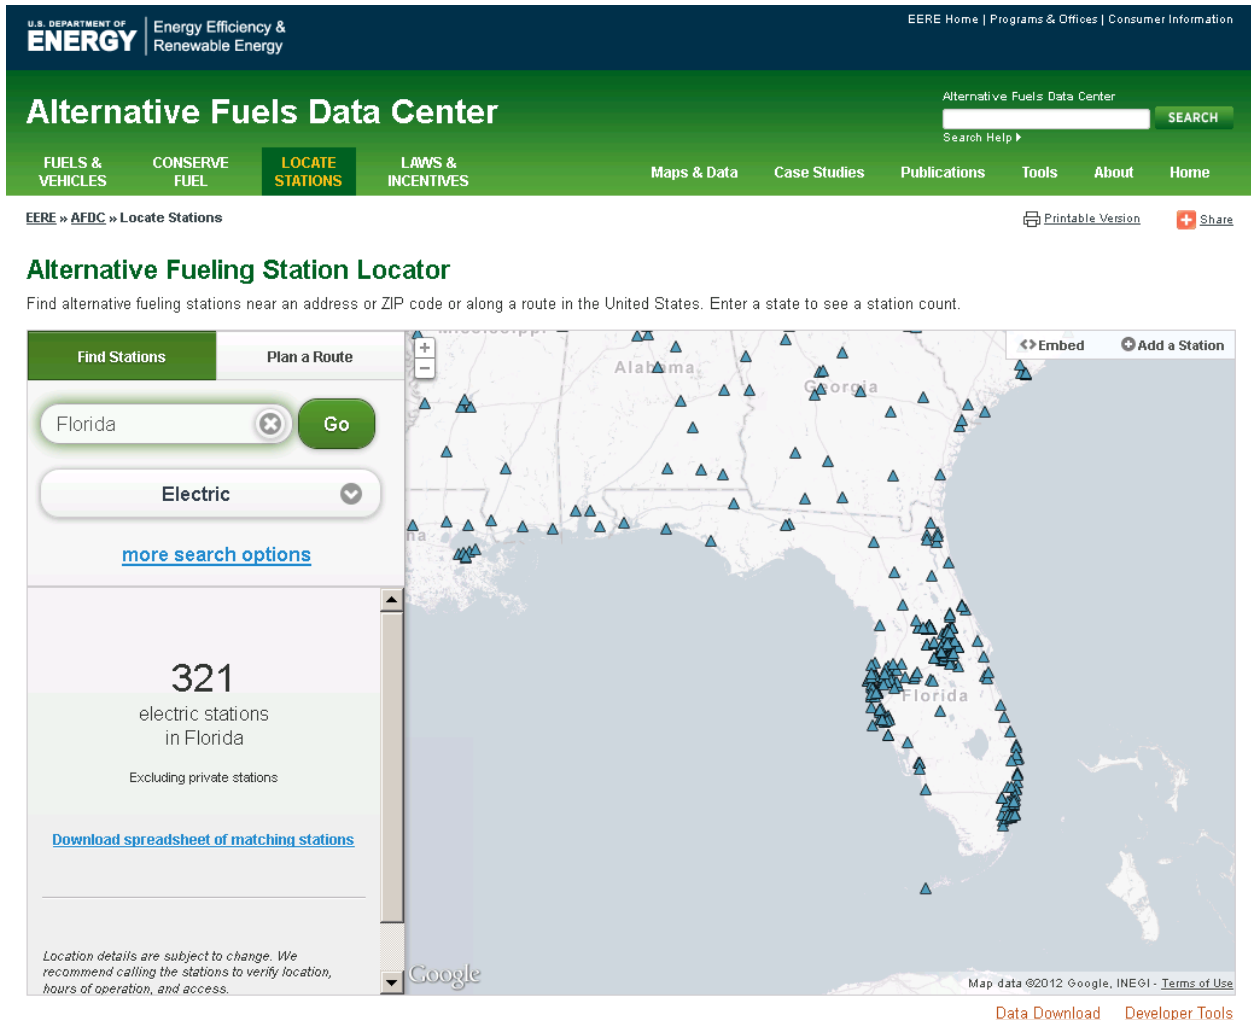 U.S. DEPARTMENT OF
ENERGY
Energy Efficiency &
Renewable Energy
EERE Home | Programs & Offices | Consumer Information
Alternative Fuels Data Center
Alternative Fuels Data Center
SEARCH
Search Help
FUELS &
VEHICLES
CONSERVE
FUEL
LOCATE
STATIONS
LAWS &
INCENTIVES
Maps & Data
Case Studies
Publications
Tools
About
Home
EERE » AFDC » Locate Stations
Printable Version
Share
Alternative Fueling Station Locator
Find alternative fueling stations near an address or ZIP code or along a route in the United States. Enter a state to see a station count.
Find Stations
Plan a Route
Florida
Go
Electric
more search options
321
electric stations
in Florida
Excluding private stations
Download spreadsheet of matching stations
Location details are subject to change. We
recommend calling the stations to verify location,
hours of operation, and access.
+
-
Mississippi
Alabama
Georgia
na
Florida
Embed
Add a Station
Google
Map data ©2012 Google, INEGI - Terms of Use
Data Download
Developer Tools